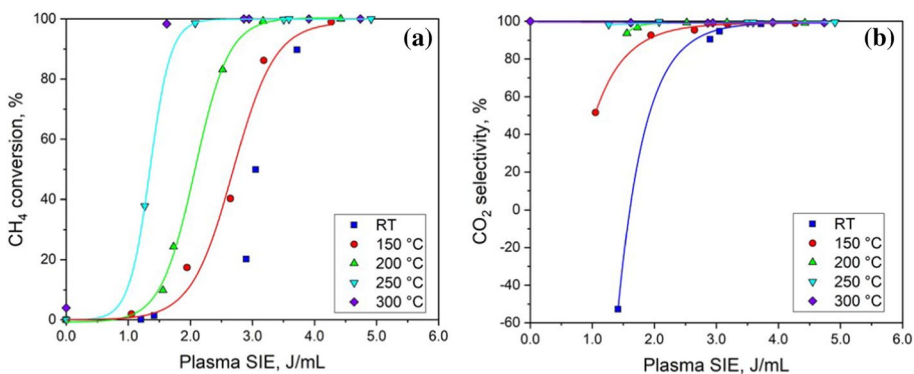 (a)
CH4 conversion, %
100
80
60
40
20
0
0.0 1.0 2.0 3.0 4.0 5.0 6.0
Plasma SIE, J/mL
RT
150 °C
200 °C
250 °C
300 °C
(b)
CO2 selectivity, %
100
80
60
40
20
0
-20
-40
-60
0.0 1.0 2.0 3.0 4.0 5.0 6.0
Plasma SIE, J/mL
RT
150 °C
200 °C
250 °C
300 °C